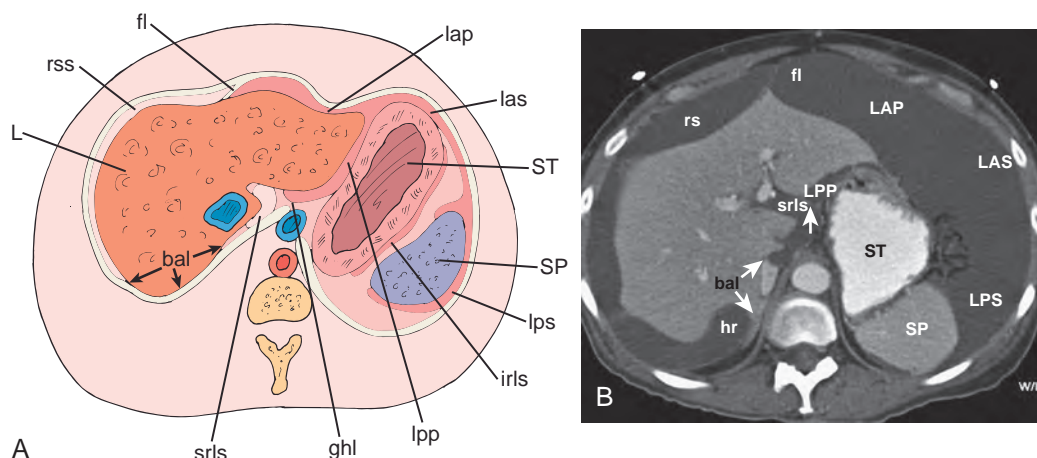 fl
lap
rss
las
L
ST
bal
SP
lps
irls
srls
ghl
lpp
A
fl
rs
LAP
LAS
LPP
srls
ST
bal
LPS
hr
SP
B